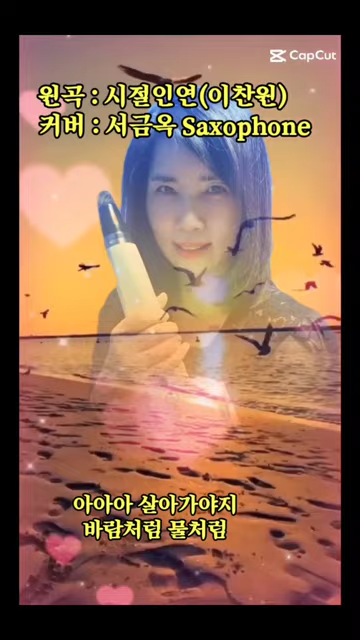 CapCut
원곡 : 시절인연(이찬원)
커버 : 서금옥 Saxophone
아아아 살아가야지
바람처럼 물처럼